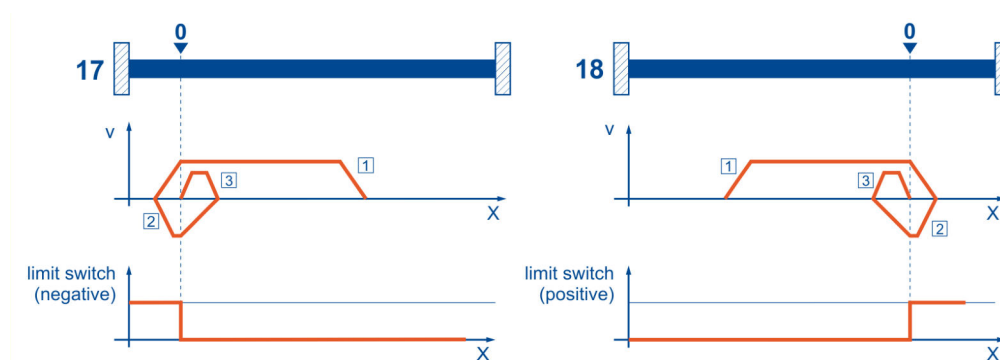 0
17
v
1
3
2
X
limit switch
(negative)
X
0
18
v
1
3
2
X
limit switch
(positive)
X